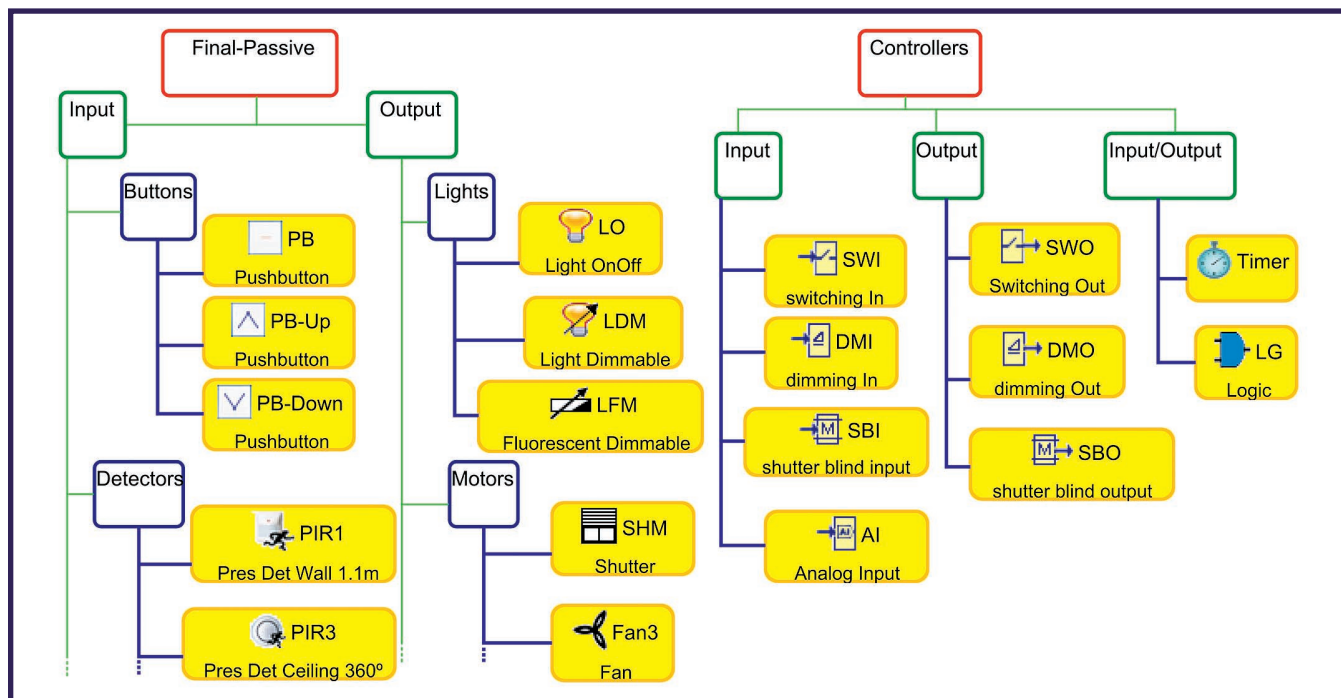 Final-Passive
Input
Output
Buttons
PB
Pushbutton
PB-Up
Pushbutton
PB-Down
Pushbutton
Detectors
PIR1
Pres Det Wall 1.1m
PIR3
Pres Det Ceiling 360º
Lights
LO
Light OnOff
LDM
Light Dimmable
LFM
Fluorescent Dimmable
Motors
SHM
Shutter
Fan3
Fan
Controllers
Input
Output
Input/Output
SWI
switching In
DMI
dimming In
M
SBI
shutter blind input
AI
AI
Analog Input
SWO
Switching Out
DMO
dimming Out
M
SBO
shutter blind output
Timer
LG
Logic